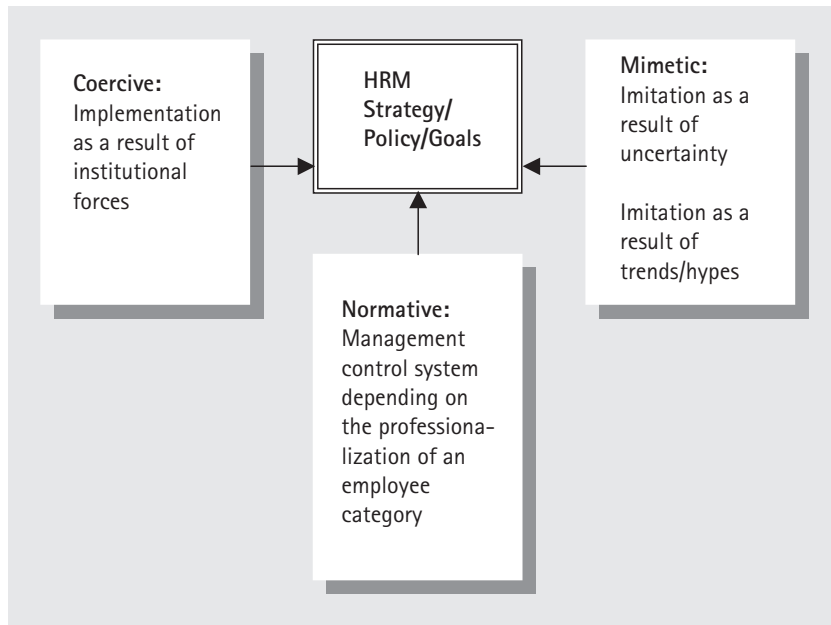 Coercive:
Implementation
as a result of
institutional
forces
HRM
Strategy/
Policy/Goals
Mimetic:
Imitation as a
result of
uncertainty
Imitation as a
result of
trends/hypes
Normative:
Management
control system
depending on
the professiona-
lization of an
employee
category